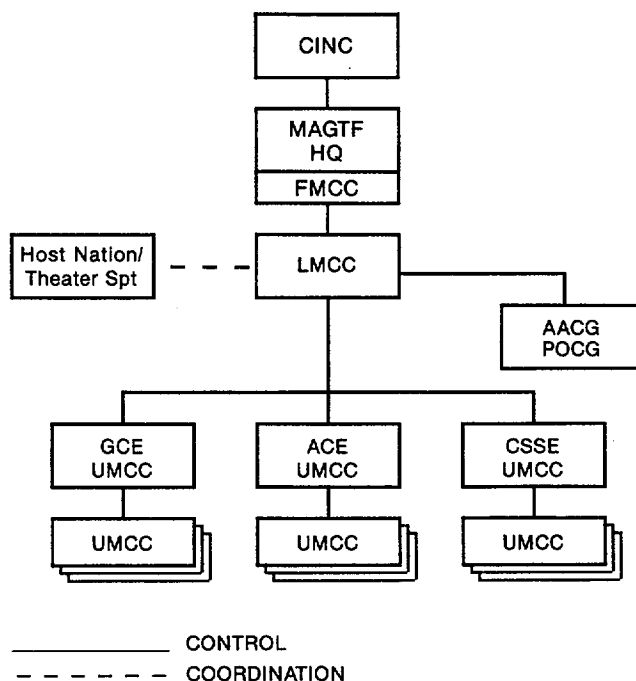 CINC
MAGTF
HQ
FMCC
Host Nation/
Theater Spt
LMCC
AACG
POCG
GCE
UMCC
ACE
UMCC
CSSE
UMCC
UMCC
UMCC
UMCC
CONTROL
COORDINATION